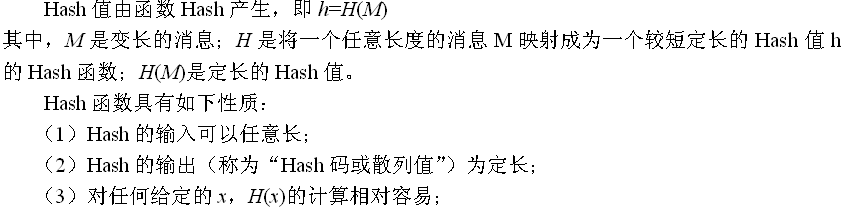 Hash 值由函数 Hash 产生，即 h=H(M)
其中，M 是变长的消息；H 是将一个任意长度的消息 M 映射成为一个较短定长的 Hash 值 h
的 Hash 函数；H(M)是定长的 Hash 值。
Hash 函数具有如下性质：
（1）Hash 的输入可以任意长；
（2）Hash 的输出（称为“Hash 码或散列值”）为定长；
（3）对任何给定的 x，H(x)的计算相对容易；